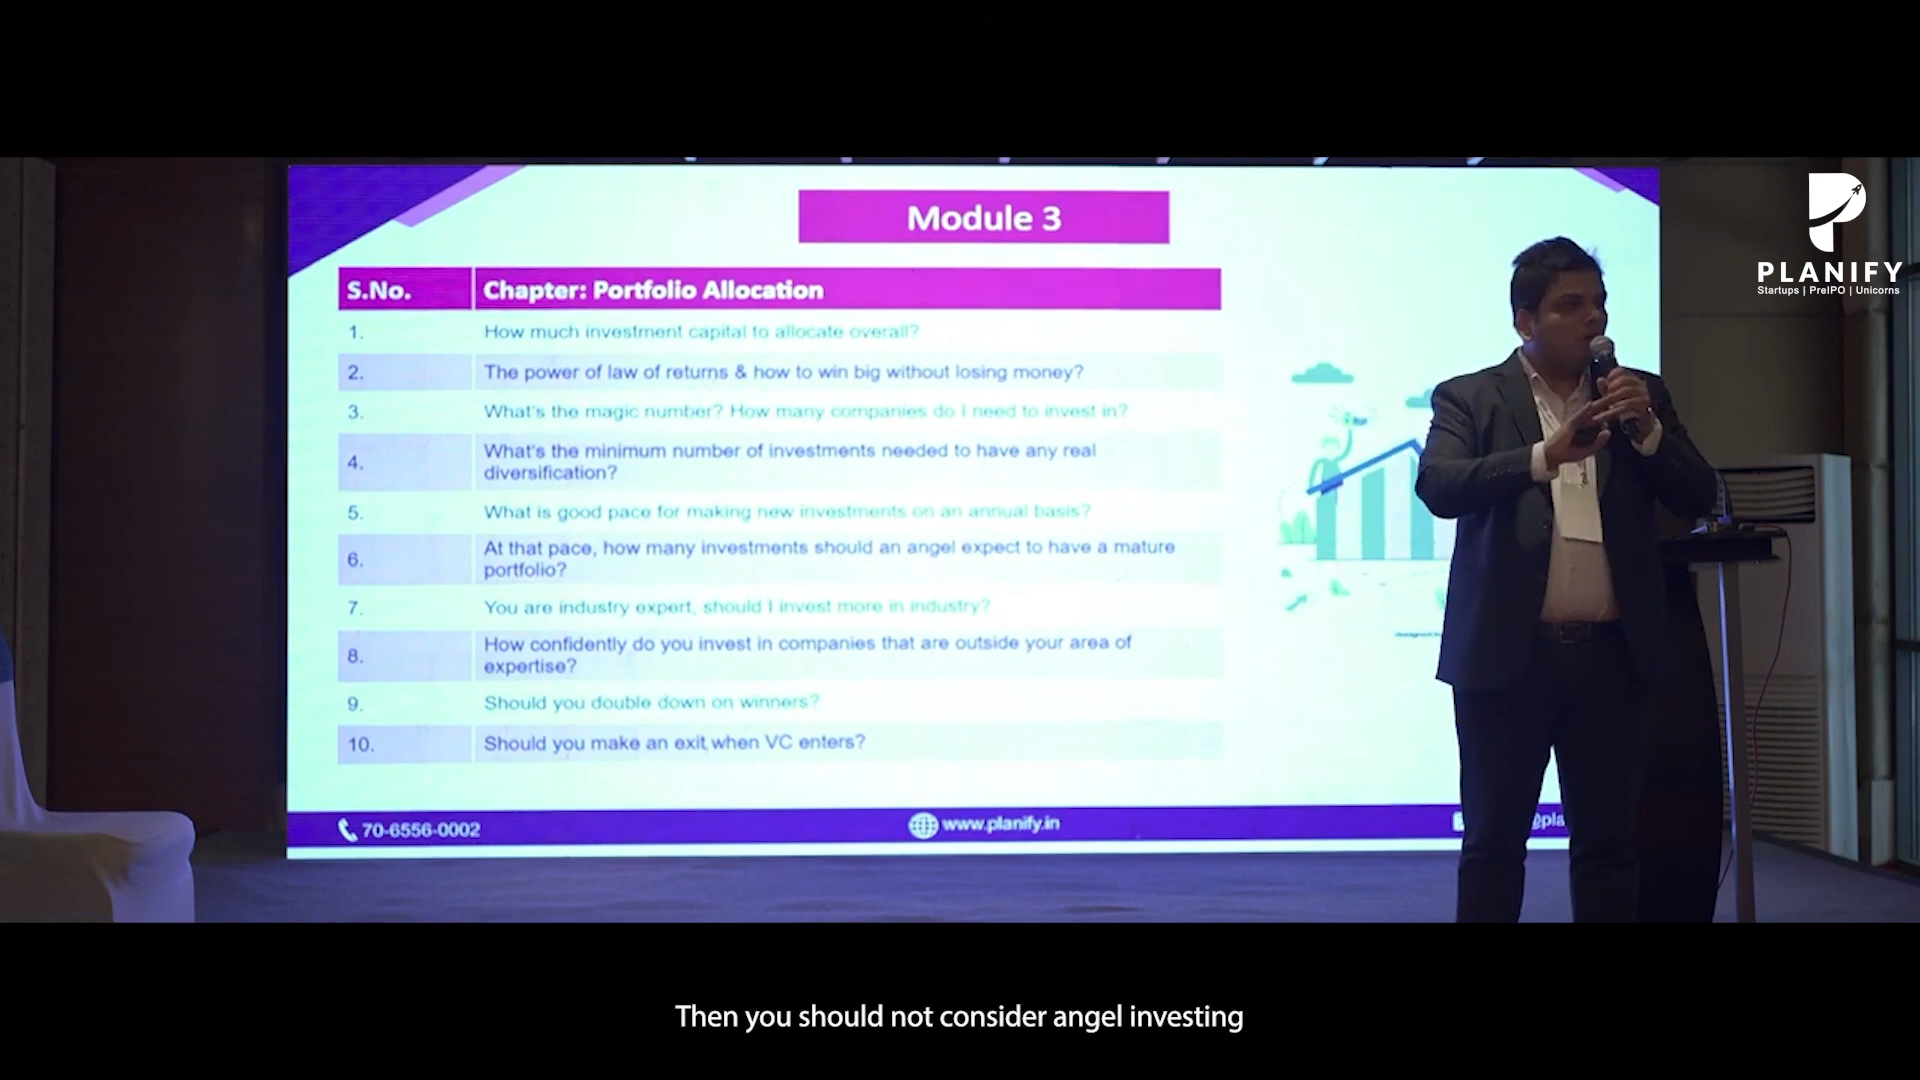 Module 3
S.No. Chapter: Portfolio Allocation
1. How much investment capital to allocate overall?
2. The power of law of returns & how to win big without losing money?
3. What's the magic number? How many companies do I need to invest in?
4. What's the minimum number of investments needed to have any real
diversification?
5. What is good pace for making new investments on an annual basis?
6. At that pace, how many investments should an angel expect to have a mature
portfolio?
7. You are industry expert, should I invest more in industry?
8. How confidently do you invest in companies that are outside your area of
expertise?
9. Should you double down on winners?
10. Should you make an exit when VC enters?
70-6556-0002
www.planify.in
@pla
PLANIFY
Startups | PreIPO | Unicorns
Then you should not consider angel investing